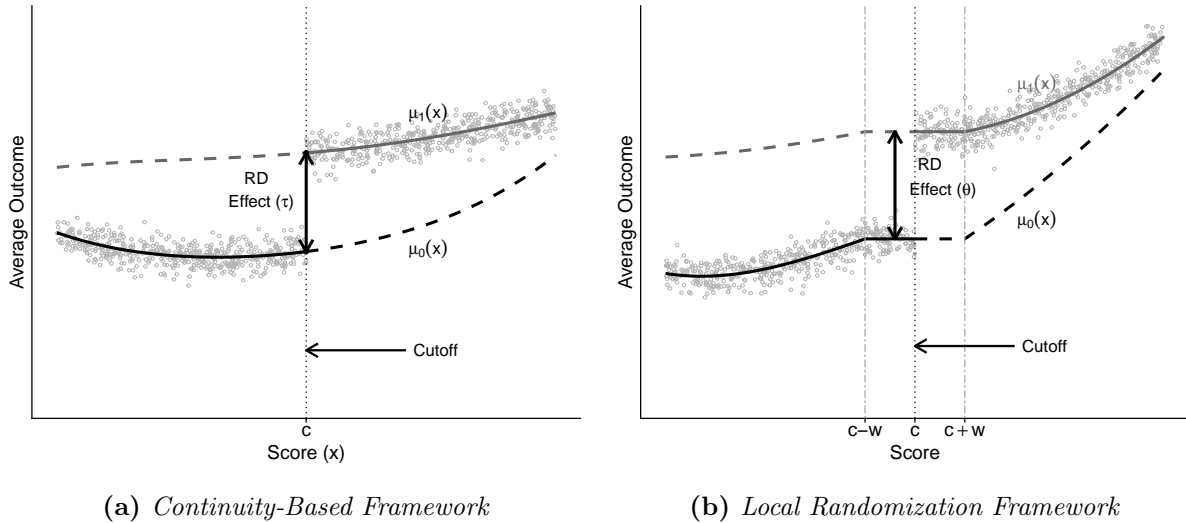 Average Outcome
μ1(x)
RD
Effect (τ)
μ0(x)
Cutoff
c
Score (x)
(a) Continuity-Based Framework
Average Outcome
μ1(x)
RD
Effect (θ)
μ0(x)
Cutoff
c−w c c+w
Score
(b) Local Randomization Framework